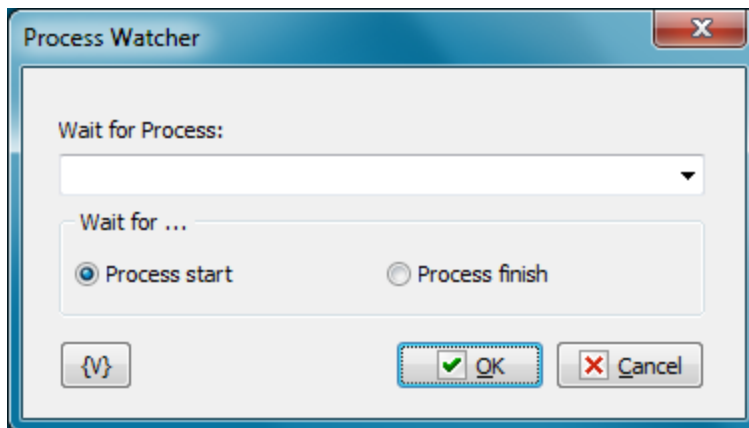 Process Watcher
Wait for Process:
Wait for ...
Process start
Process finish
{V}
OK
Cancel